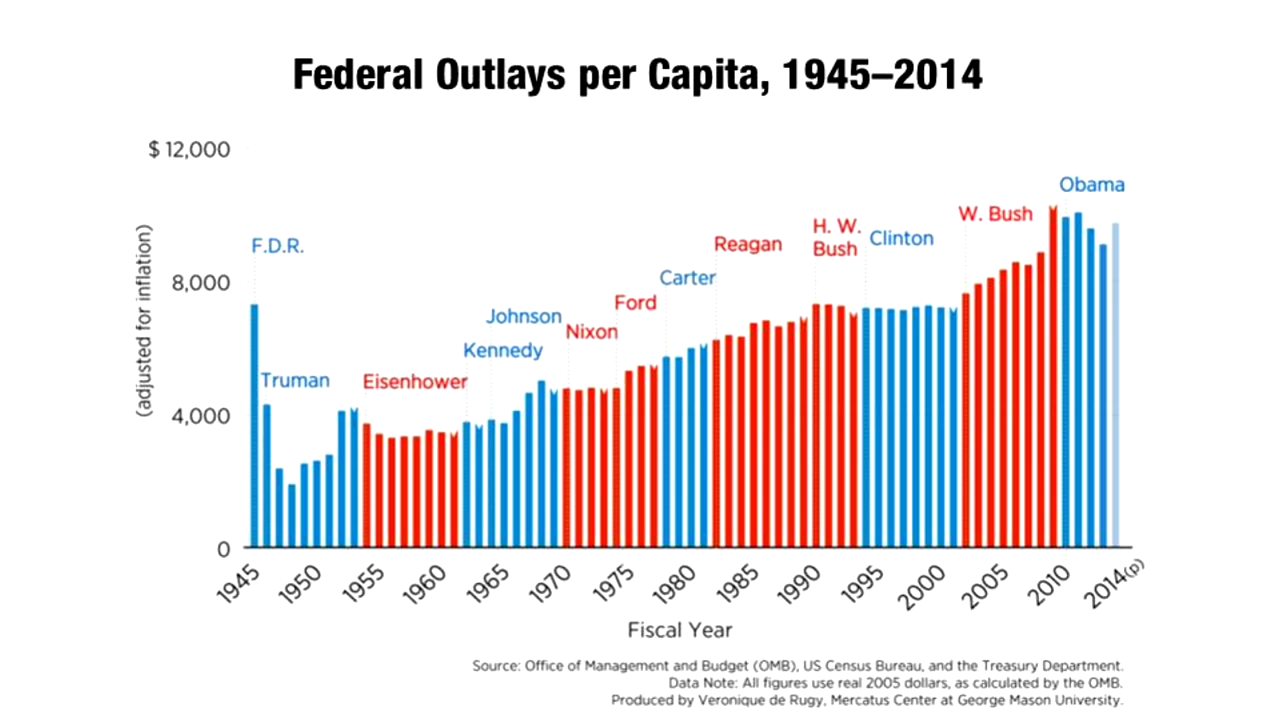 Federal Outlays per Capita, 1945–2014
$ 12,000
8,000
4,000
0
(adjusted for inflation)
F.D.R.
Truman
Eisenhower
Kennedy
Johnson
Nixon
Ford
Carter
Reagan
H. W.
Bush
Clinton
W. Bush
Obama
1945
1950
1955
1960
1965
1970
1975
1980
1985
1990
1995
2000
2005
2010
2014(p)
Fiscal Year
Source: Office of Management and Budget (OMB), US Census Bureau, and the Treasury Department.
Data Note: All figures use real 2005 dollars, as calculated by the OMB.
Produced by Veronique de Rugy, Mercatus Center at George Mason University.